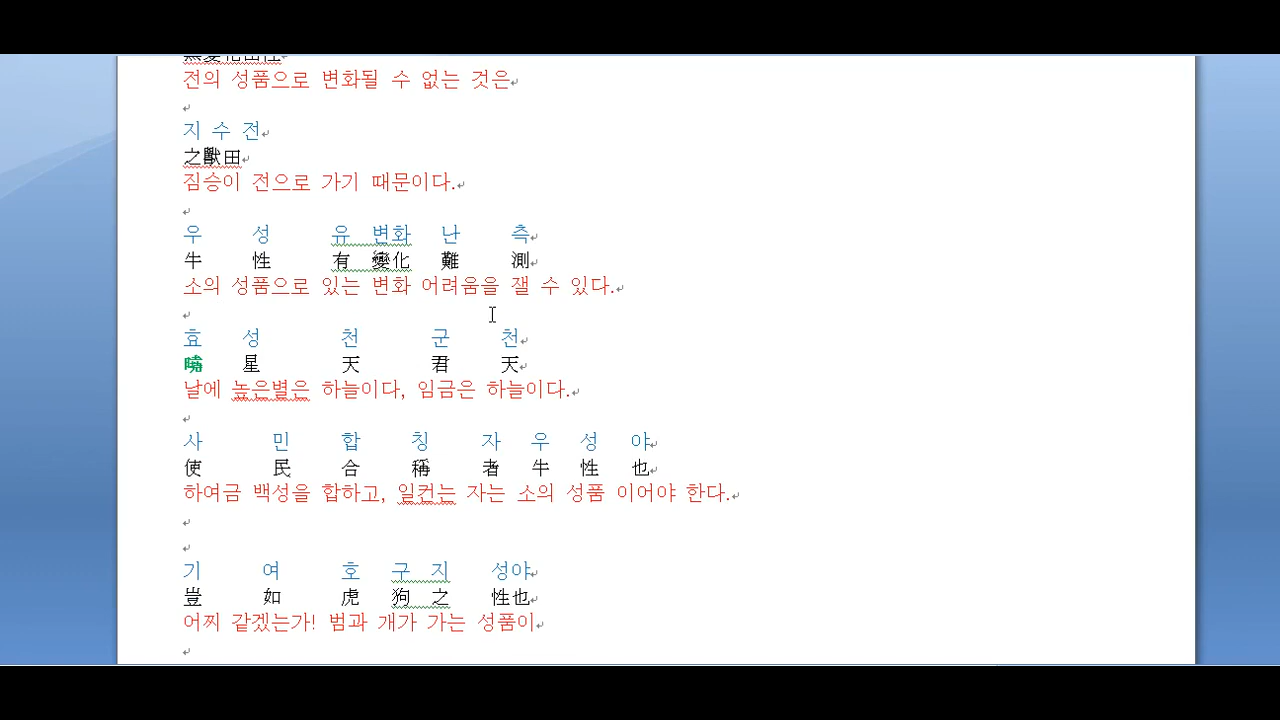 전의 성품으로 변화될 수 없는 것은
지 수 전
之獸田
짐승이 전으로 가기 때문이다.
우 성 유 변화 난 측
牛 性 有 變化 難 測
소의 성품으로 있는 변화 어려움을 잴 수 있다.
효 성 천 군 천
曉 星 天 君 天
날에 높은별은 하늘이다, 임금은 하늘이다.
사 민 합 칭 자 우 성 야
使 民 合 稱 者 牛 性 也
하여금 백성을 합하고, 일컨는 자는 소의 성품 이어야 한다.
기 여 호 구 지 성야
豈 如 虎 狗 之 性也
어찌 같겠는가! 범과 개가 가는 성품이